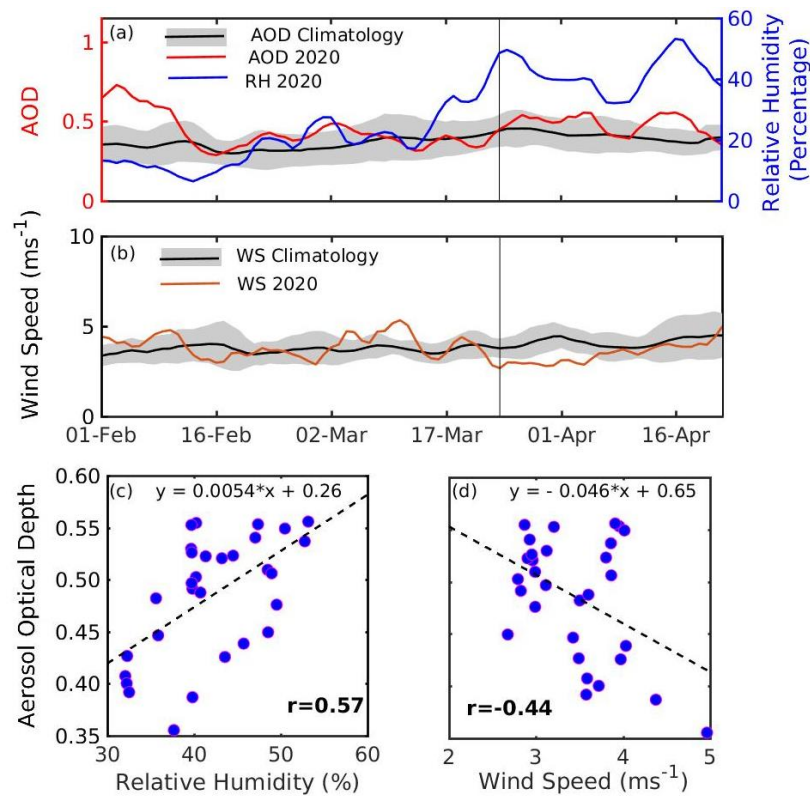 (a)
AOD Climatology
AOD 2020
RH 2020
AOD
1
0.5
0
Relative Humidity
(Percentage)
60
40
20
0
(b)
WS Climatology
WS 2020
Wind Speed (ms⁻¹)
10
5
0
01-Feb 16-Feb 02-Mar 17-Mar 01-Apr 16-Apr
(c) y = 0.0054*x + 0.26
Aerosol Optical Depth
0.60
0.55
0.50
0.45
0.40
0.35
r=0.57
30 40 50 60
Relative Humidity (%)
(d) y = - 0.046*x + 0.65
r=-0.44
2 3 4 5
Wind Speed (ms⁻¹)